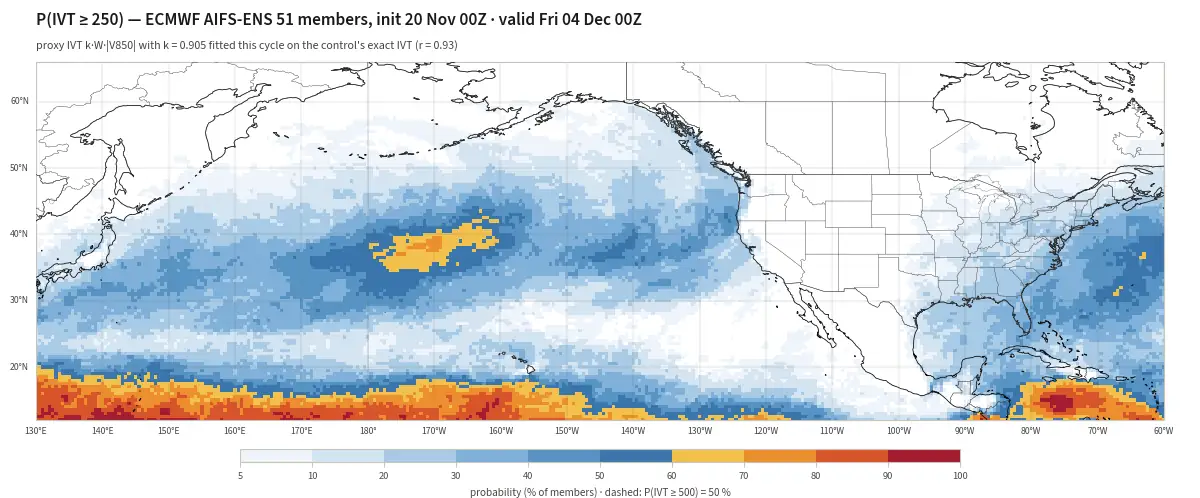 P(IVT ≥ 250) — ECMWF AIFS-ENS 51 members, init 20 Nov 00Z · valid Fri 04 Dec 00Z
proxy IVT k·W·|V850| with k = 0.905 fitted this cycle on the control's exact IVT (r = 0.93)
60°N
50°N
40°N
30°N
20°N
130°E 140°E 150°E 160°E 170°E 180° 170°W 160°W 150°W 140°W 130°W 120°W 110°W 100°W 90°W 80°W 70°W 60°W
5 10 20 30 40 50 60 70 80 90 100
probability (% of members) · dashed: P(IVT ≥ 500) = 50 %